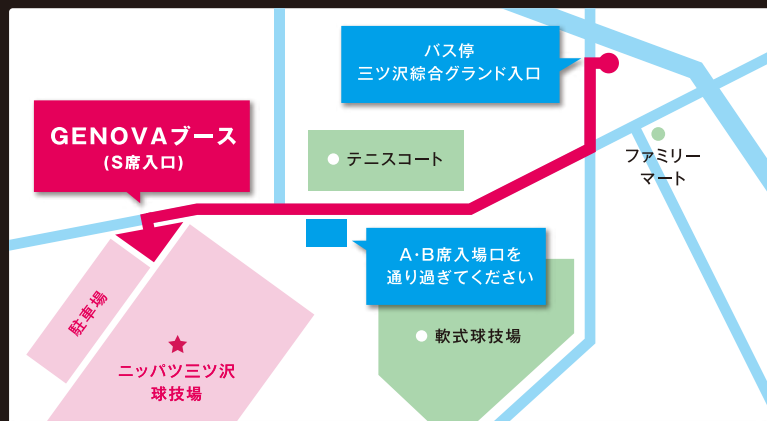 バス停
三ツ沢綜合グランド入口
GENOVAブース
(S席入口)
テニスコート
ファミリー
マート
A・B席入場口を
通り過ぎてください
駐車場
軟式球技場
ニッパツ三ツ沢
球技場